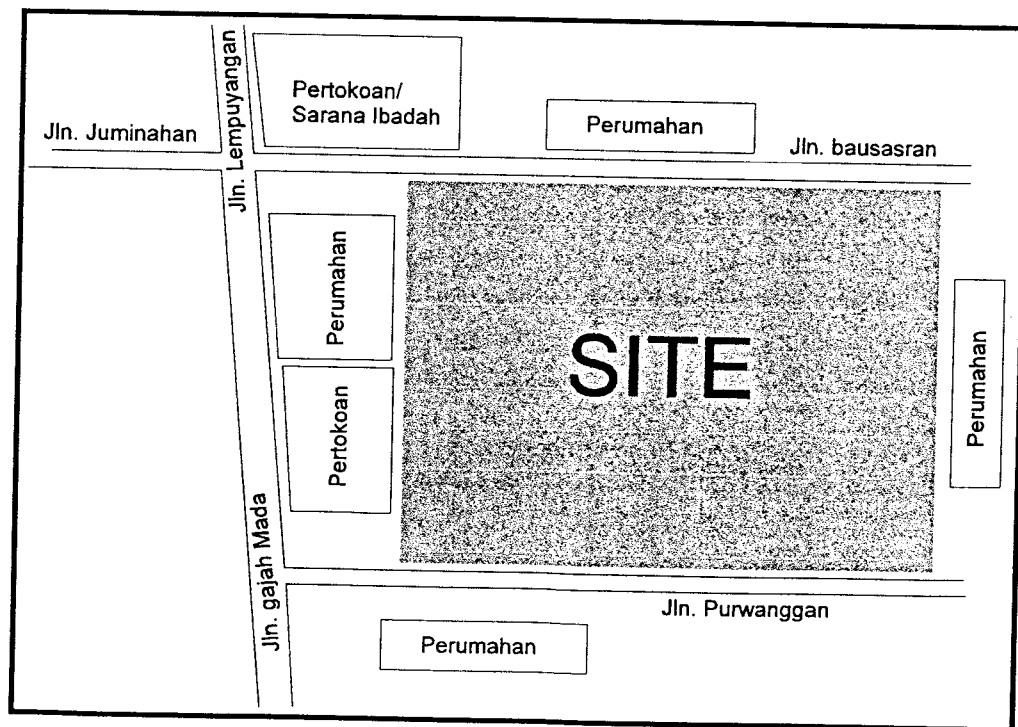 Jln. Lempuyangan
Pertokoan/
Sarana Ibadah
Perumahan
Jln. Juminahan
Jln. bausasran
Perumahan
SITE
Perumahan
Pertokoan
Jln. gajah Mada
Jln. Purwanggan
Perumahan